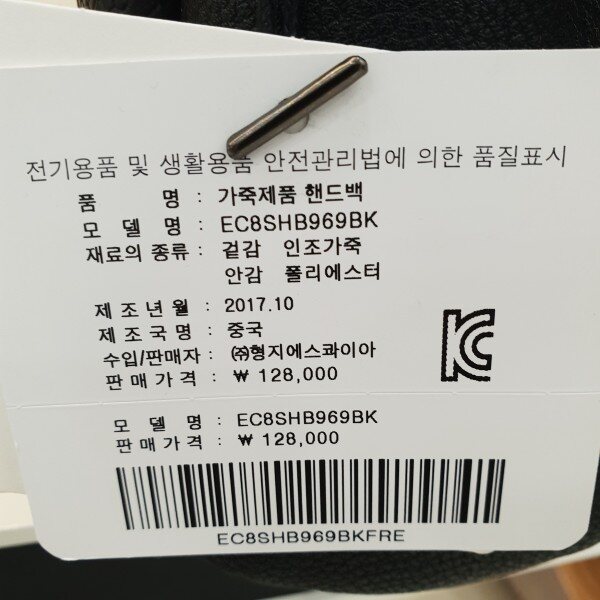 전기용품 및 생활용품 안전관리법에 의한 품질표시
품 명 : 가죽제품 핸드백
모 델 명 : EC8SHB969BK
재료의 종류 : 겉감 인조가죽
안감 폴리에스터
제 조 년 월 : 2017.10
제 조 국 명 : 중국
수입/판매자 : ㈜형지에스콰이아
판 매 가 격 : ₩ 128,000
KC
모 델 명 : EC8SHB969BK
판 매 가 격 : ₩ 128,000
EC8SHB969BKFRE